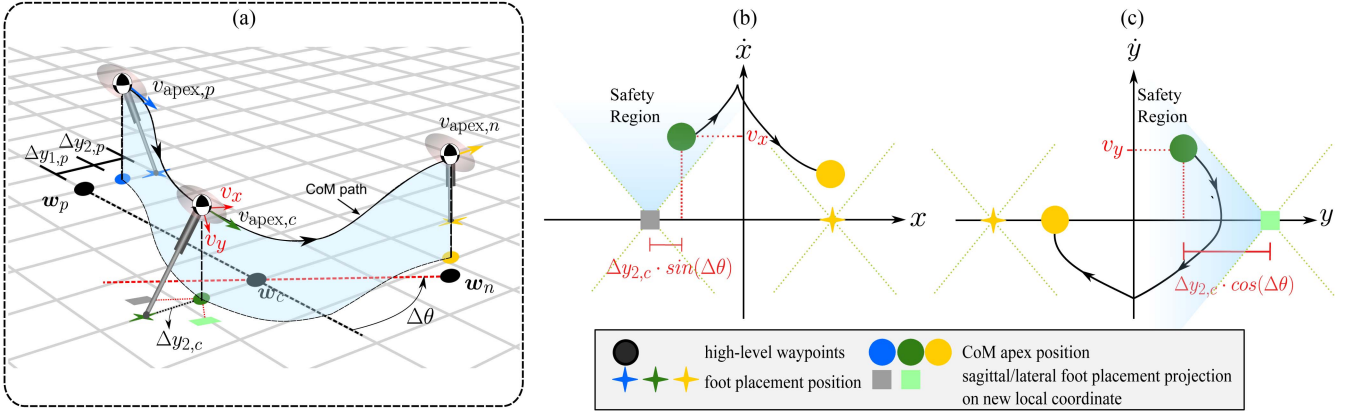 (a)
v_apex,p
Δy_2,p
Δy_1,p
w_p
v_x
v_apex,c
v_y
CoM path
v_apex,n
w_c
w_n
Δθ
Δy_2,c
(b)
ẋ
Safety
Region
v_x
x
Δy_2,c · sin(Δθ)
(c)
ẏ
Safety
Region
v_y
y
Δy_2,c · cos(Δθ)
high-level waypoints
CoM apex position
foot placement position
sagittal/lateral foot placement projection
on new local coordinate